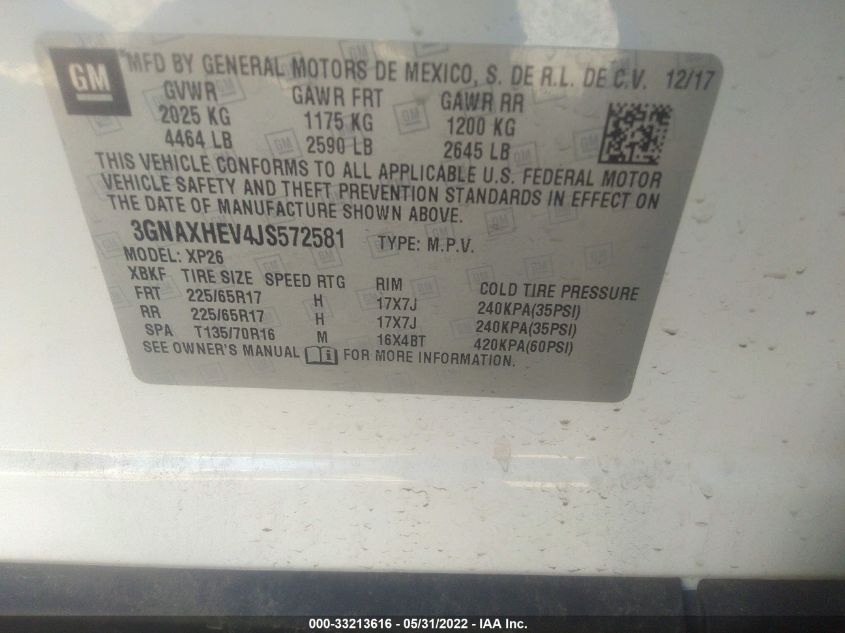 GM
MFD BY GENERAL MOTORS DE MEXICO, S. DE R.L. DE C.V. 12/17
GVWR GAWR FRT GAWR RR
2025 KG 1175 KG 1200 KG
4464 LB 2590 LB 2645 LB
THIS VEHICLE CONFORMS TO ALL APPLICABLE U.S. FEDERAL MOTOR
VEHICLE SAFETY AND THEFT PREVENTION STANDARDS IN EFFECT ON
THE DATE OF MANUFACTURE SHOWN ABOVE.
3GNAXHEV4JS572581 TYPE: M.P.V.
MODEL: XP26
XBKF TIRE SIZE SPEED RTG RIM COLD TIRE PRESSURE
FRT 225/65R17 H 17X7J 240KPA(35PSI)
RR 225/65R17 H 17X7J 240KPA(35PSI)
SPA T135/70R16 M 16X4BT 420KPA(60PSI)
SEE OWNER'S MANUAL FOR MORE INFORMATION.
000-33213616 - 05/31/2022 - IAA Inc.